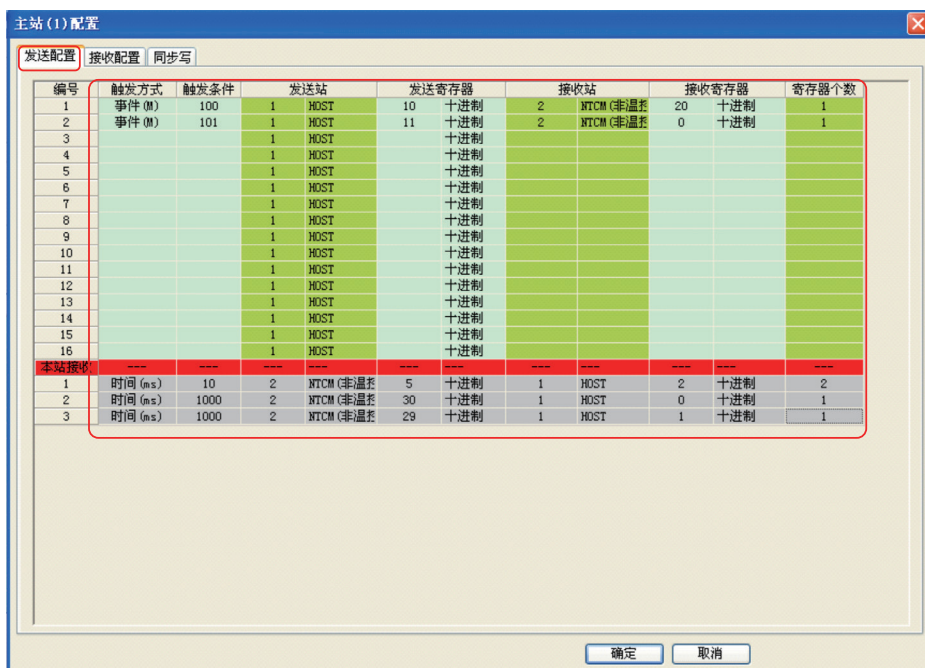 主站(1)配置
发送配置 接收配置 同步写
编号 触发方式 触发条件 发送站 发送寄存器 接收站 接收寄存器 寄存器个数
1 事件(M) 100 1 HOST 10 十进制 2 NTCM(非温控 20 十进制 1
2 事件(M) 101 1 HOST 11 十进制 2 NTCM(非温控 0 十进制 1
3 1 HOST 十进制
4 1 HOST 十进制
5 1 HOST 十进制
6 1 HOST 十进制
7 1 HOST 十进制
8 1 HOST 十进制
9 1 HOST 十进制
10 1 HOST 十进制
11 1 HOST 十进制
12 1 HOST 十进制
13 1 HOST 十进制
14 1 HOST 十进制
15 1 HOST 十进制
16 1 HOST 十进制
本站接收 --- --- --- --- --- --- --- --- --- --- ---
1 时间(ms) 10 2 NTCM(非温控 5 十进制 1 HOST 2 十进制 2
2 时间(ms) 1000 2 NTCM(非温控 30 十进制 1 HOST 0 十进制 1
3 时间(ms) 1000 2 NTCM(非温控 29 十进制 1 HOST 1 十进制 1
确定 取消